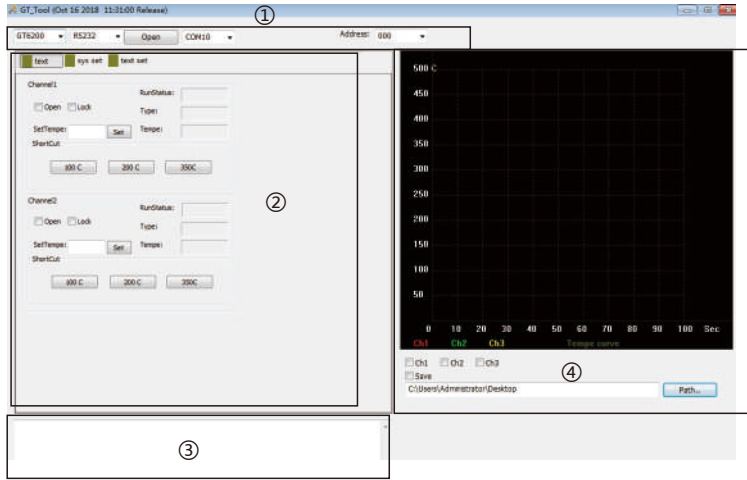 GT_Tool (Oct 16 2018 11:31:00 Release)
①
GT6200 RS232 Open COM10 Address: 000
text sys set text set
Channel1
RunStatus:
Open Lock
Type:
SetTempe: Set Tempe:
ShortCut
100 C 200 C 350C
②
Channel2
RunStatus:
Open Lock
Type:
SetTempe: Set Tempe:
ShortCut
100 C 200 C 350C
③
500 C
450
400
350
300
250
200
150
100
50
0 10 20 30 40 50 60 70 80 90 100 Sec
Ch1 Ch2 Ch3 Tempe curve
Ch1 Ch2 Ch3
④
Save
C:\Users\Administrator\Desktop Path...